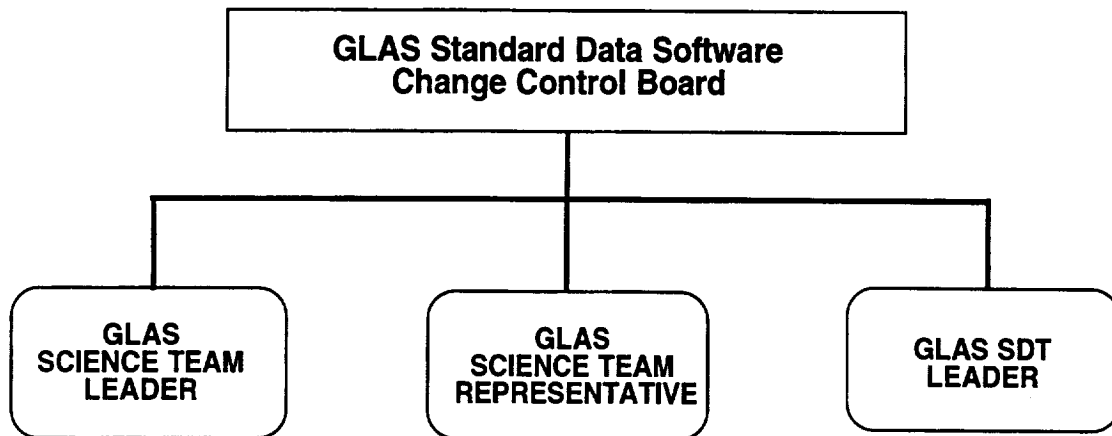 GLAS Standard Data Software
Change Control Board
GLAS
SCIENCE TEAM
LEADER
GLAS
SCIENCE TEAM
REPRESENTATIVE
GLAS SDT
LEADER